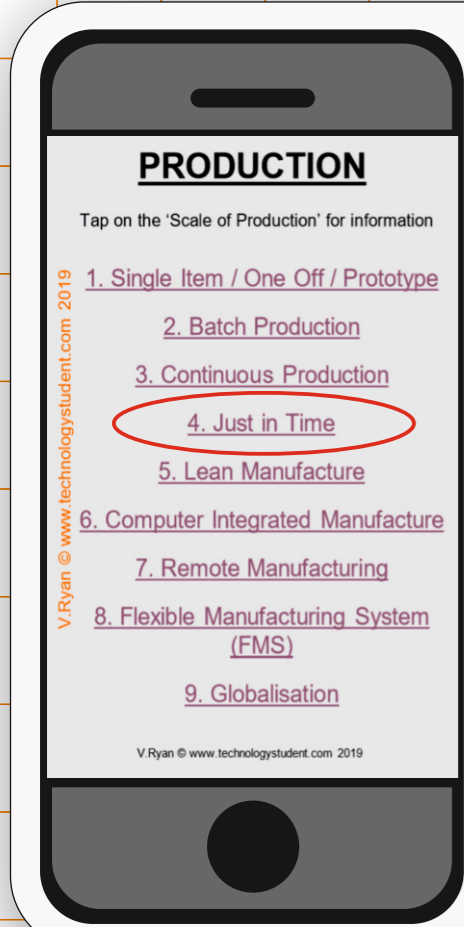 PRODUCTION
Tap on the 'Scale of Production' for information
1. Single Item / One Off / Prototype
2. Batch Production
3. Continuous Production
4. Just in Time
5. Lean Manufacture
6. Computer Integrated Manufacture
7. Remote Manufacturing
8. Flexible Manufacturing System
(FMS)
9. Globalisation
V.Ryan © www.technologystudent.com 2019
V.Ryan © www.technologystudent.com 2019